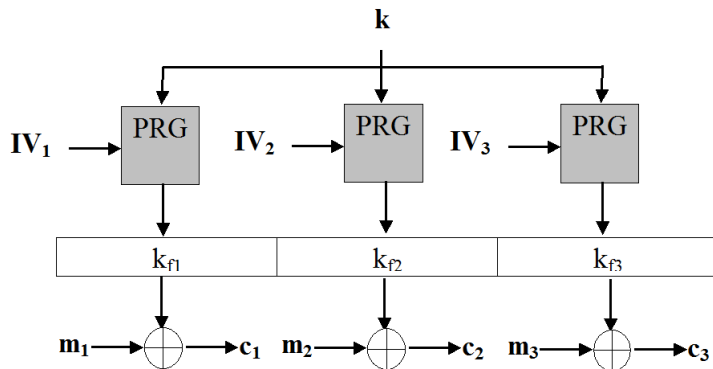 k
PRG PRG PRG
IV1 IV2 IV3
kf1 kf2 kf3
m1 c1 m2 c2 m3 c3